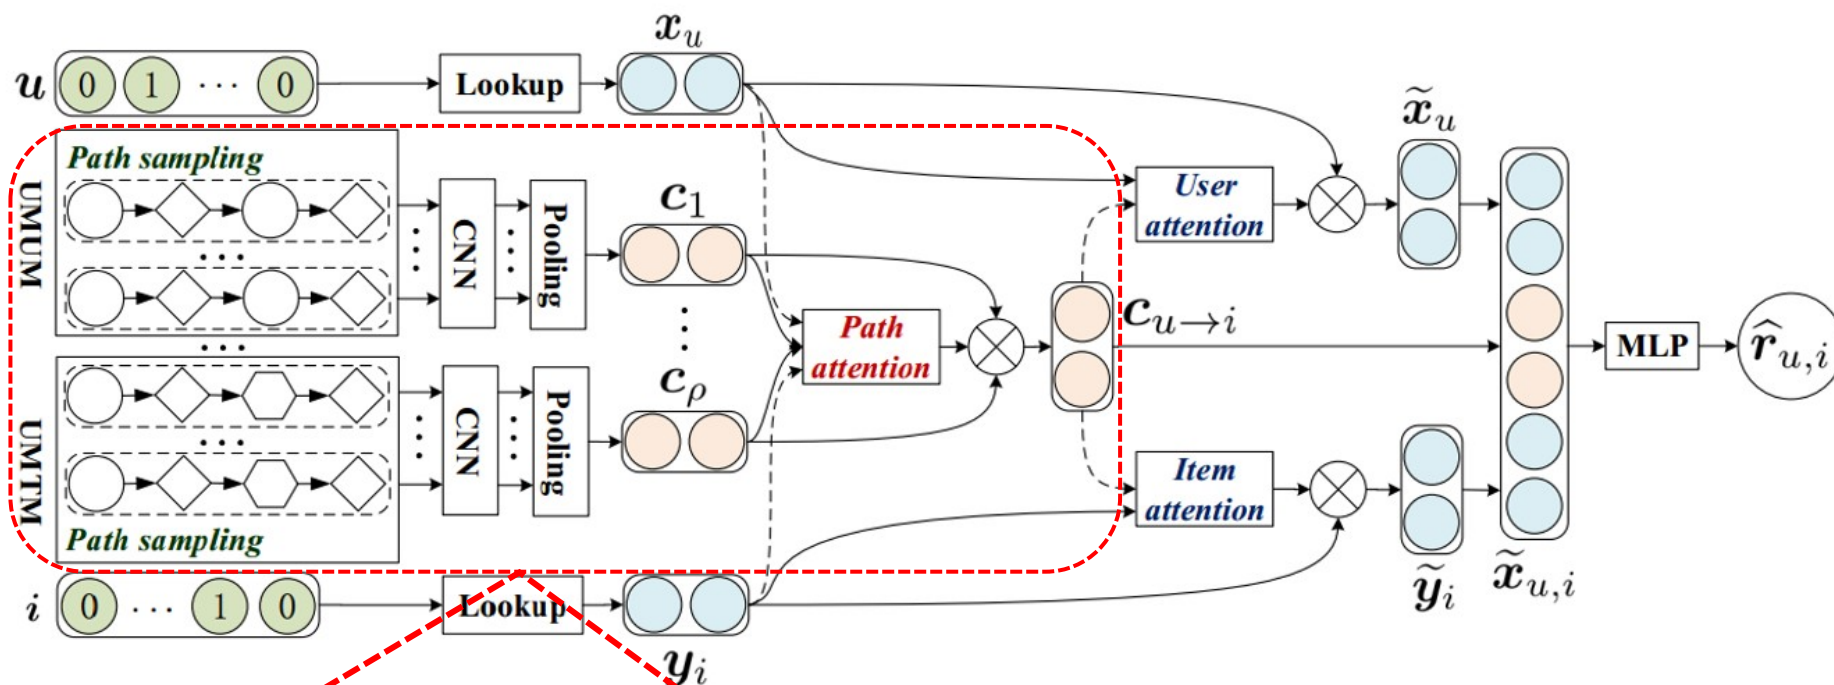 x_u
u 0 1 ... 0 Lookup
x̃_u
Path sampling
UMUM
...
CNN
Pooling
c_1
User
attention
...
UMTM
...
CNN
Pooling
c_ρ
Path
attention
c_{u→i}
MLP
r̂_{u,i}
Path sampling
Item
attention
i 0 ... 1 0 Lookup
y_i
ỹ_i
x̃_{u,i}